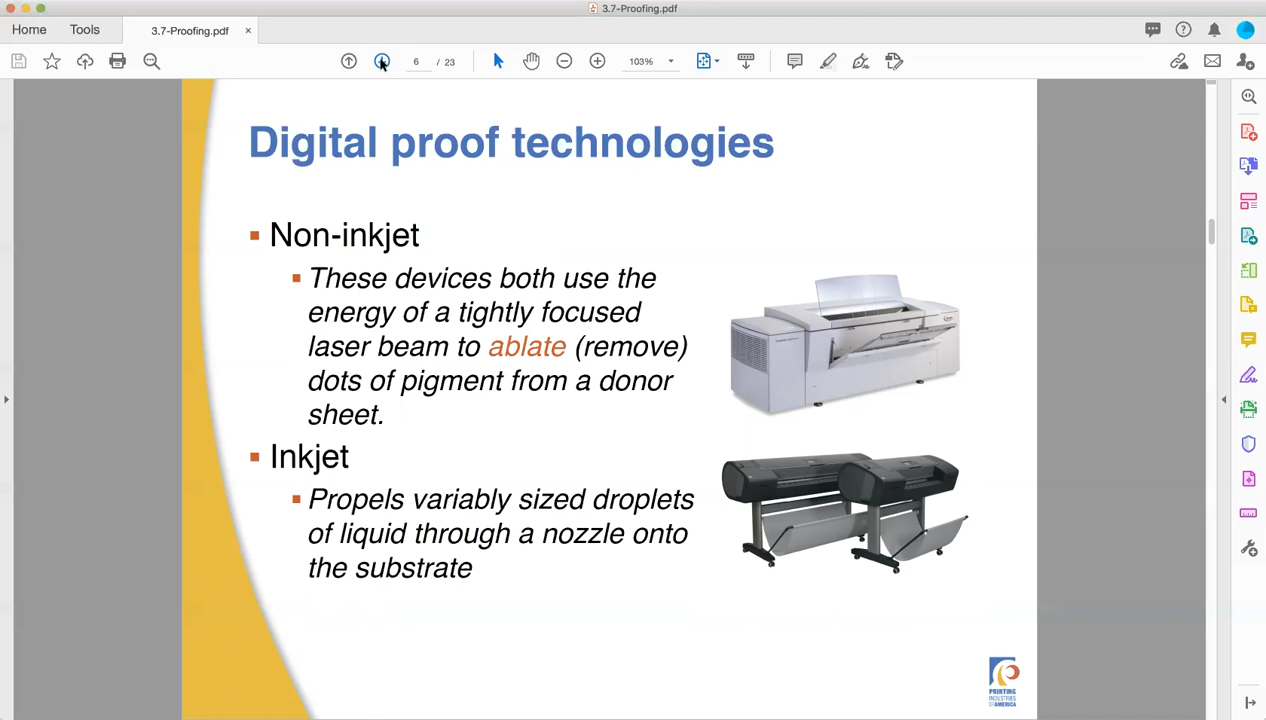 3.7-Proofing.pdf
Home
Tools
3.7-Proofing.pdf
6 / 23
103%
Digital proof technologies
Non-inkjet
These devices both use the
energy of a tightly focused
laser beam to ablate (remove)
dots of pigment from a donor
sheet.
Inkjet
Propels variably sized droplets
of liquid through a nozzle onto
the substrate
PRINTING
INDUSTRIES
OF AMERICA